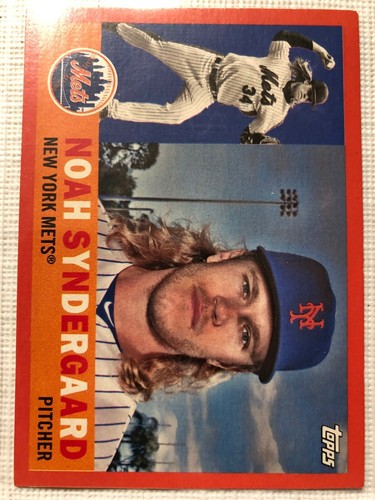 Mets
Mets
34
NOAH SYNDERGAARD
NEW YORK METS®
PITCHER
NY
Topps